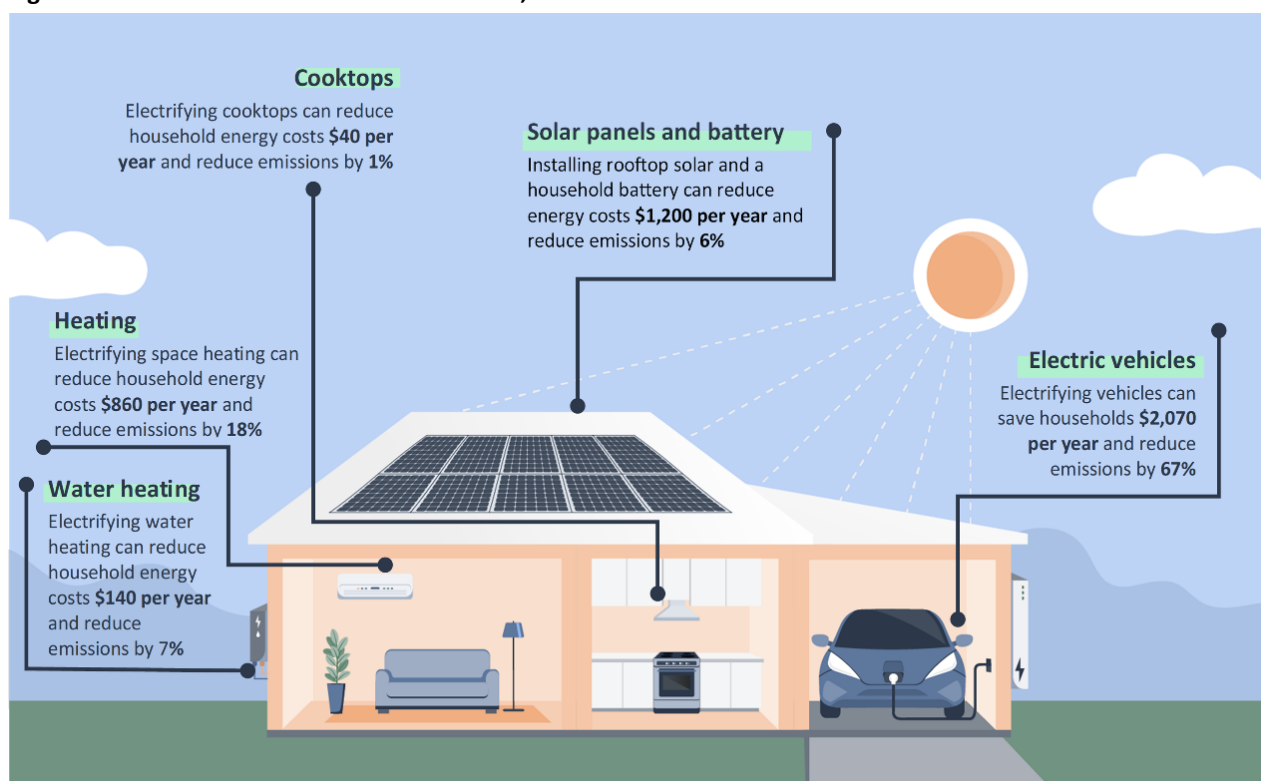 Cooktops
Electrifying cooktops can reduce
household energy costs $40 per
year and reduce emissions by 1%
Solar panels and battery
Installing rooftop solar and a
household battery can reduce
energy costs $1,200 per year and
reduce emissions by 6%
Heating
Electrifying space heating can
reduce household energy
costs $860 per year and
reduce emissions by 18%
Electric vehicles
Electrifying vehicles can
save households $2,070
per year and reduce
emissions by 67%
Water heating
Electrifying water
heating can reduce
household energy
costs $140 per year
and reduce
emissions by 7%